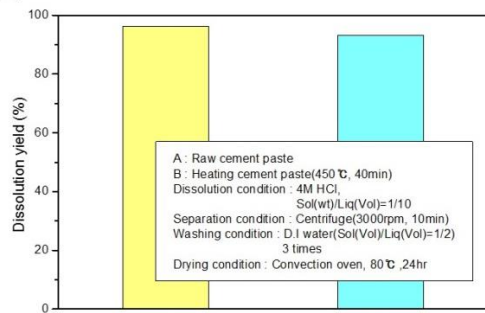 100
80
60
40
20
0
Dissolution yield (%)
A : Raw cement paste
B : Heating cement paste(450℃, 40min)
Dissolution condition : 4M HCl,
Sol(wt)/Liq(Vol)=1/10
Separation condition : Centrifuge(3000rpm, 10min)
Washing condition : D.I water(Sol(Vol)/Liq(Vol)=1/2)
3 times
Drying condition : Convection oven, 80℃ ,24hr